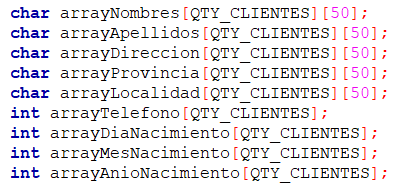 char arrayNombres[QTY_CLIENTES][50];
char arrayApellidos[QTY_CLIENTES][50];
char arrayDireccion[QTY_CLIENTES][50];
char arrayProvincia[QTY_CLIENTES][50];
char arrayLocalidad[QTY_CLIENTES][50];
int arrayTelefono[QTY_CLIENTES];
int arrayDiaNacimiento[QTY_CLIENTES];
int arrayMesNacimiento[QTY_CLIENTES];
int arrayAnioNacimiento[QTY_CLIENTES];